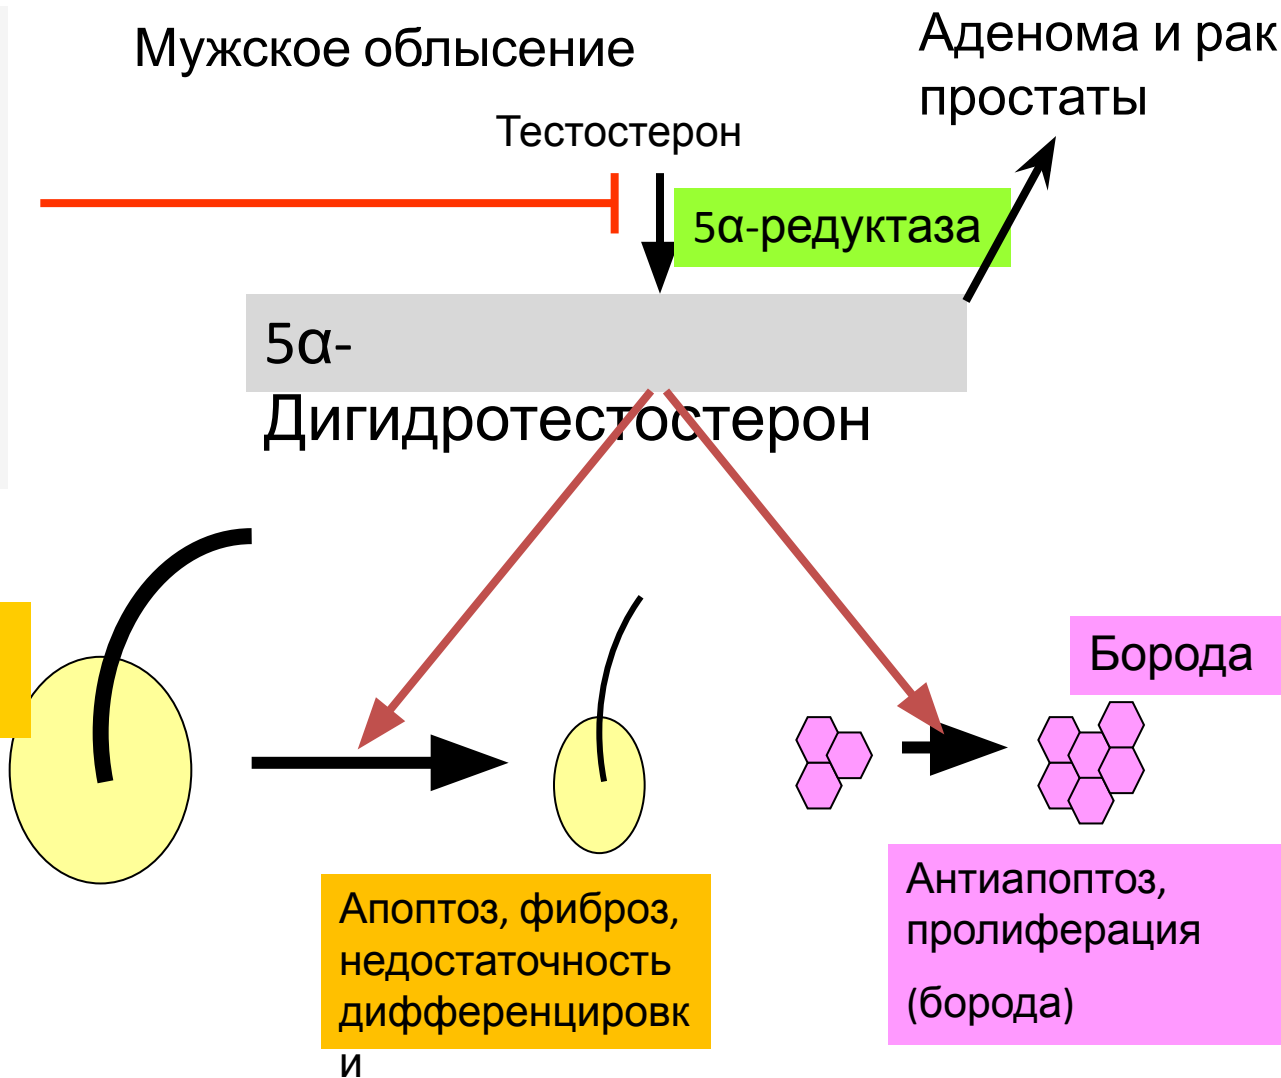 Мужское облысение
Аденома и рак
простаты
Тестостерон
5α-редуктаза
5α-
Дигидротестостерон
Борода
Апоптоз, фиброз,
недостаточность
дифференцировк
и
Антиапоптоз,
пролиферация
(борода)